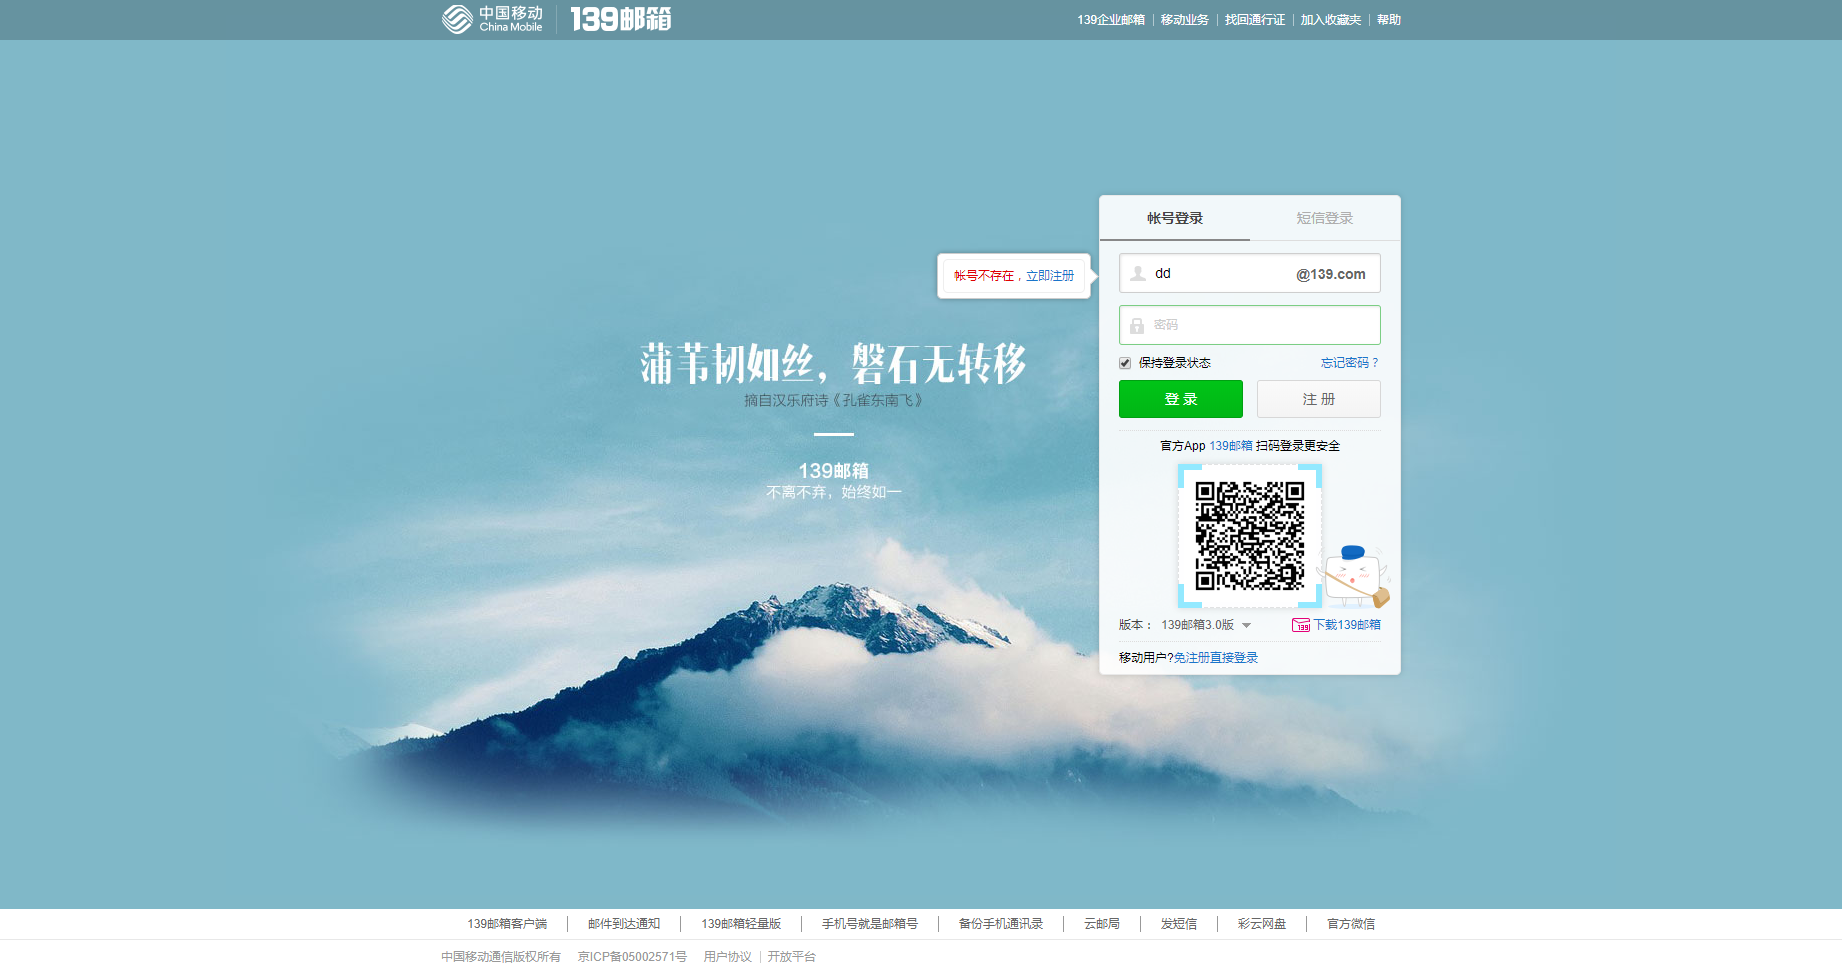 中国移动
China Mobile
139邮箱
139企业邮箱 | 移动业务 | 找回通行证 | 加入收藏夹 | 帮助
帐号登录
短信登录
帐号不存在，立即注册
dd
@139.com
密码
保持登录状态
忘记密码？
登 录
注 册
蒲苇韧如丝，磐石无转移
摘自汉乐府诗《孔雀东南飞》
139邮箱
不离不弃，始终如一
官方App 139邮箱 扫码登录更安全
版本： 139邮箱3.0版
139
下载139邮箱
移动用户?免注册直接登录
139邮箱客户端 | 邮件到达通知 | 139邮箱轻量版 | 手机号就是邮箱号 | 备份手机通讯录 | 云邮局 | 发短信 | 彩云网盘 | 官方微信
中国移动通信版权所有 京ICP备05002571号 用户协议 | 开放平台